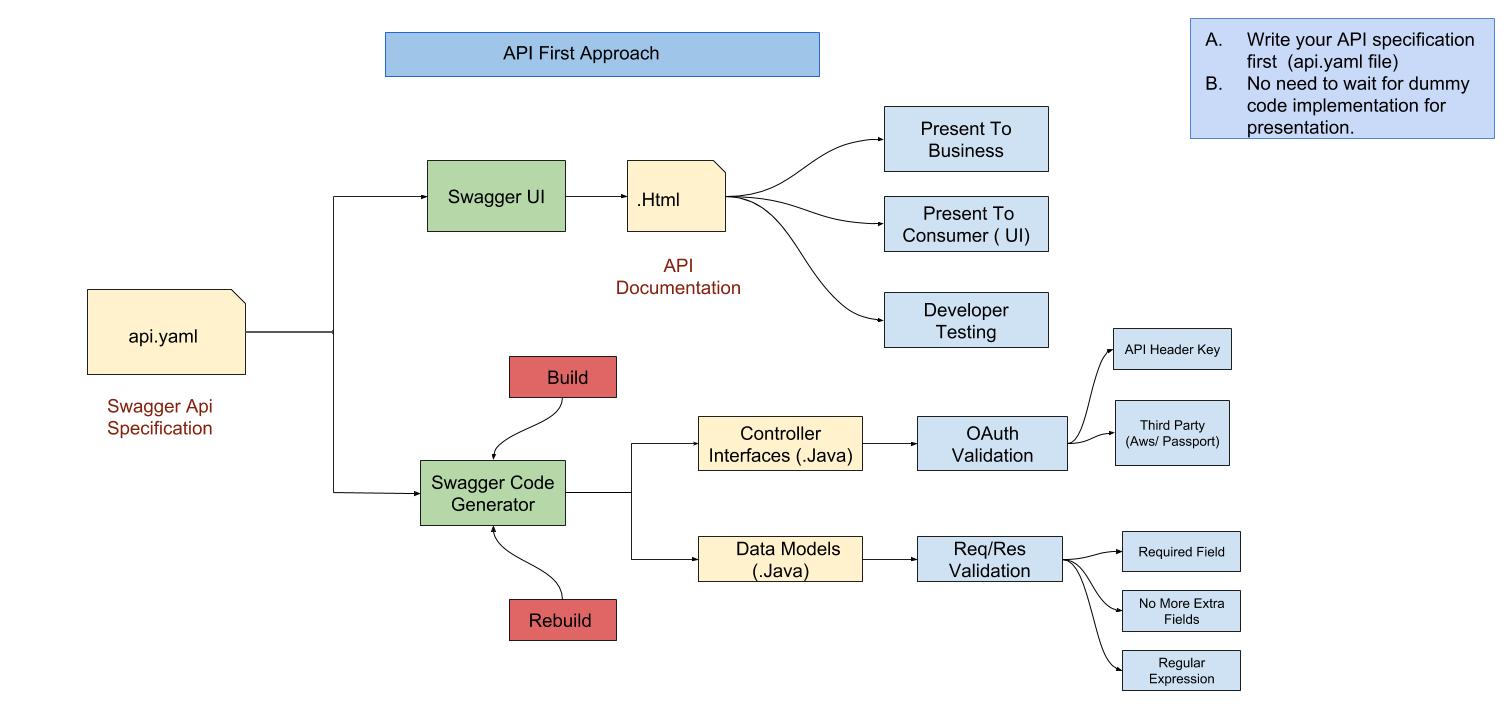 API First Approach
A. Write your API specification
first (api.yaml file)
B. No need to wait for dummy
code implementation for
presentation.
Present To
Business
Swagger UI
.Html
Present To
Consumer ( UI)
API
Documentation
Developer
Testing
api.yaml
Swagger Api
Specification
Build
API Header Key
Controller
Interfaces (.Java)
OAuth
Validation
Third Party
(Aws/ Passport)
Swagger Code
Generator
Data Models
(.Java)
Req/Res
Validation
Required Field
No More Extra
Fields
Rebuild
Regular
Expression